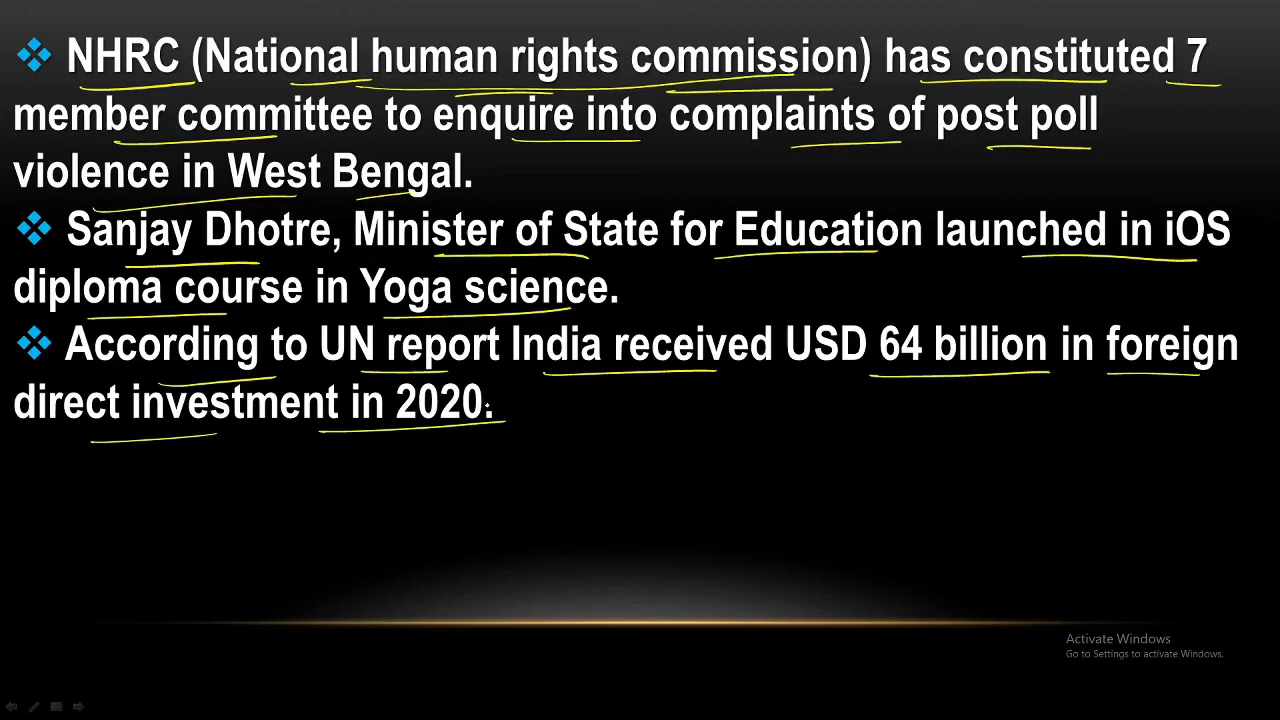 NHRC (National human rights commission) has constituted 7
member committee to enquire into complaints of post poll
violence in West Bengal.
Sanjay Dhotre, Minister of State for Education launched in iOS
diploma course in Yoga science.
According to UN report India received USD 64 billion in foreign
direct investment in 2020.
Activate Windows
Go to Settings to activate Windows.